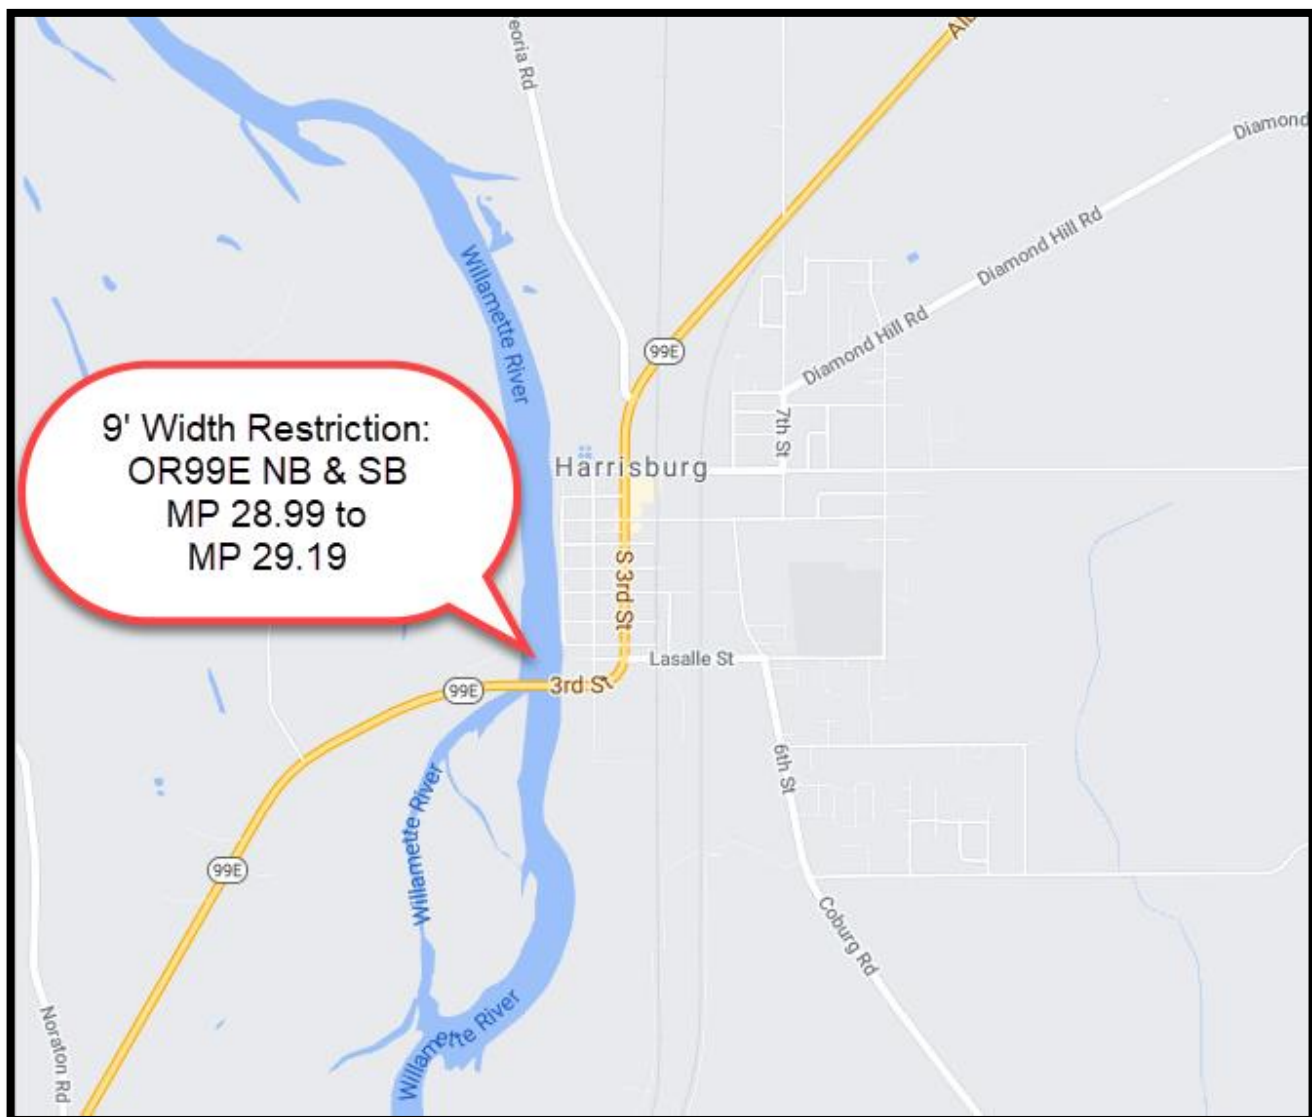 eoria Rd
Alb
Diamond
Diamond Hill Rd
Willamette River
Diamond Hill Rd
99E
9' Width Restriction:
OR99E NB & SB
MP 28.99 to
MP 29.19
7th St
Harrisburg
S 3rd St
Lasalle St
99E
3rd St
6th St
Willamette River
99E
Coburg Rd
Noraton Rd
Willamette River